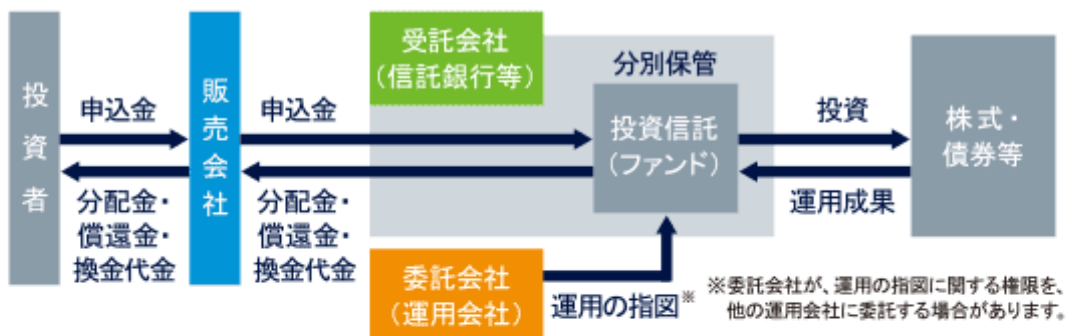 投資者
申込金
分配金・
償還金・
換金代金
販売会社
申込金
分配金・
償還金・
換金代金
受託会社
（信託銀行等）
分別保管
投資信託
（ファンド）
委託会社
（運用会社）
運用の指図※
投資
運用成果
株式・
債券等
※委託会社が、運用の指図に関する権限を、
他の運用会社に委託する場合があります。